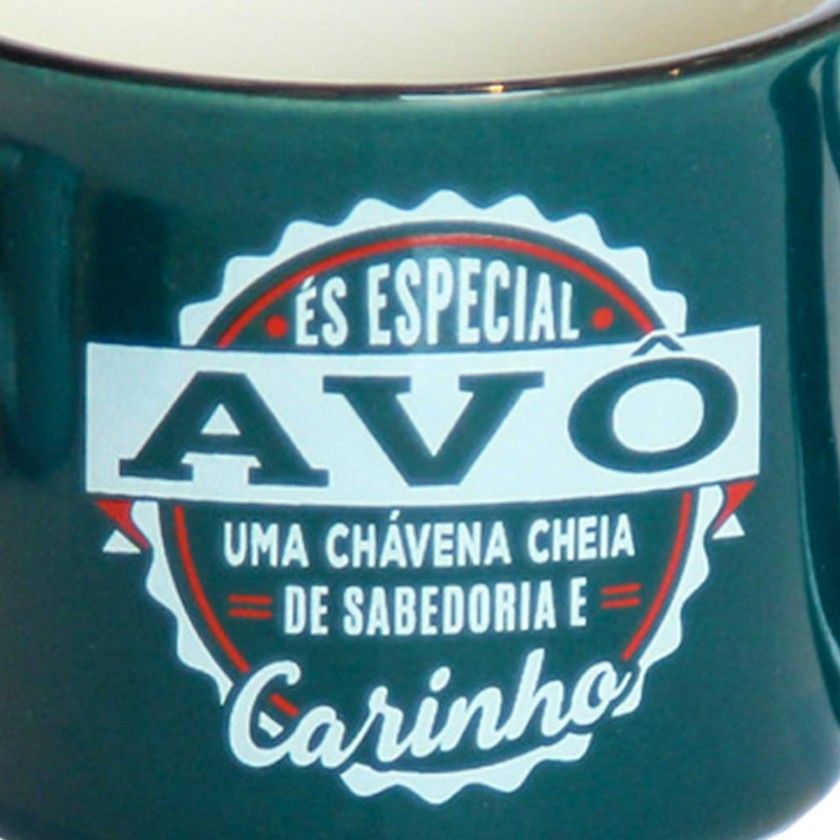 ÉS ESPECIAL
AVÔ
UMA CHÁVENA CHEIA
DE SABEDORIA E
Carinho